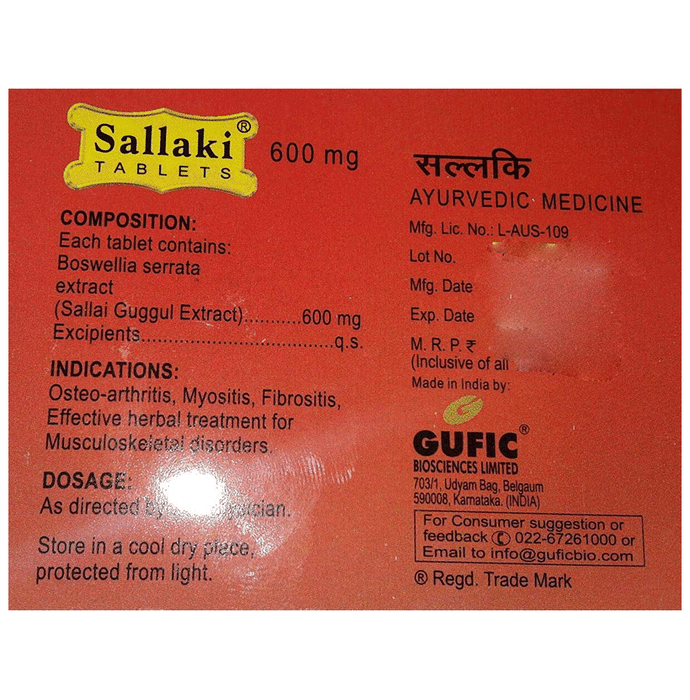 Sallaki®
TABLETS
600 mg
COMPOSITION:
Each tablet contains:
Boswellia serrata
extract
(Sallai Guggul Extract)..........600 mg
Excipients..................................q.s.
INDICATIONS:
Osteo-arthritis, Myositis, Fibrositis,
Effective herbal treatment for
Musculoskeletal disorders.
DOSAGE:
As directed
Store in a cool dry place,
protected from light.
सल्लकि
AYURVEDIC MEDICINE
Mfg. Lic. No.: L-AUS-109
Lot No.
Mfg. Date
Exp. Date
M. R. P. ₹
(Inclusive of all
Made in India by:
GUFIC®
BIOSCIENCES LIMITED
703/1, Udyam Bag, Belgaum
590008, Karnataka. (INDIA)
For Consumer suggestion or
feedback 022-67261000 or
Email to info@guficbio.com
® Regd. Trade Mark